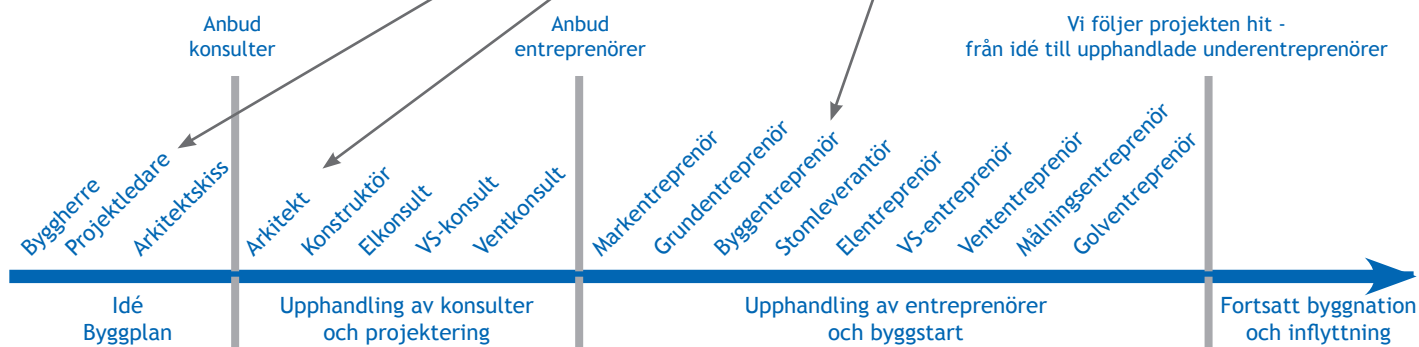 Anbud
konsulter
Anbud
entreprenörer
Vi följer projekten hit -
från idé till upphandlade underentreprenörer
Byggherre
Projektledare
Arkitektskiss
Arkitekt
Konstruktör
Elkonsult
VS-konsult
Ventkonsult
Markentreprenör
Grundentreprenör
Byggentreprenör
Stomleverantör
Elentreprenör
VS-entreprenör
Vententreprenör
Målningsentreprenör
Golventreprenör
Idé
Byggplan
Upphandling av konsulter
och projektering
Upphandling av entreprenörer
och byggstart
Fortsatt byggnation
och inflyttning